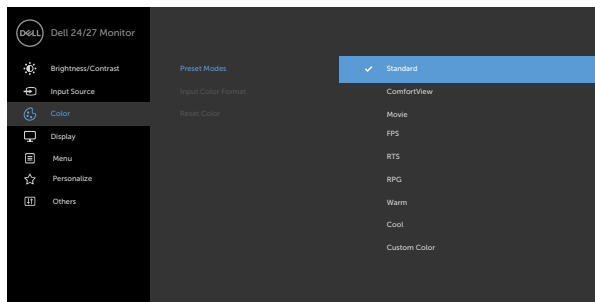 DELL Dell 24/27 Monitor
Brightness/Contrast Preset Modes Standard
Input Source Input Color Format ComfortView
Color Reset Color Movie
Display FPS
Menu RTS
Personalize RPG
Others Warm
Cool
Custom Color